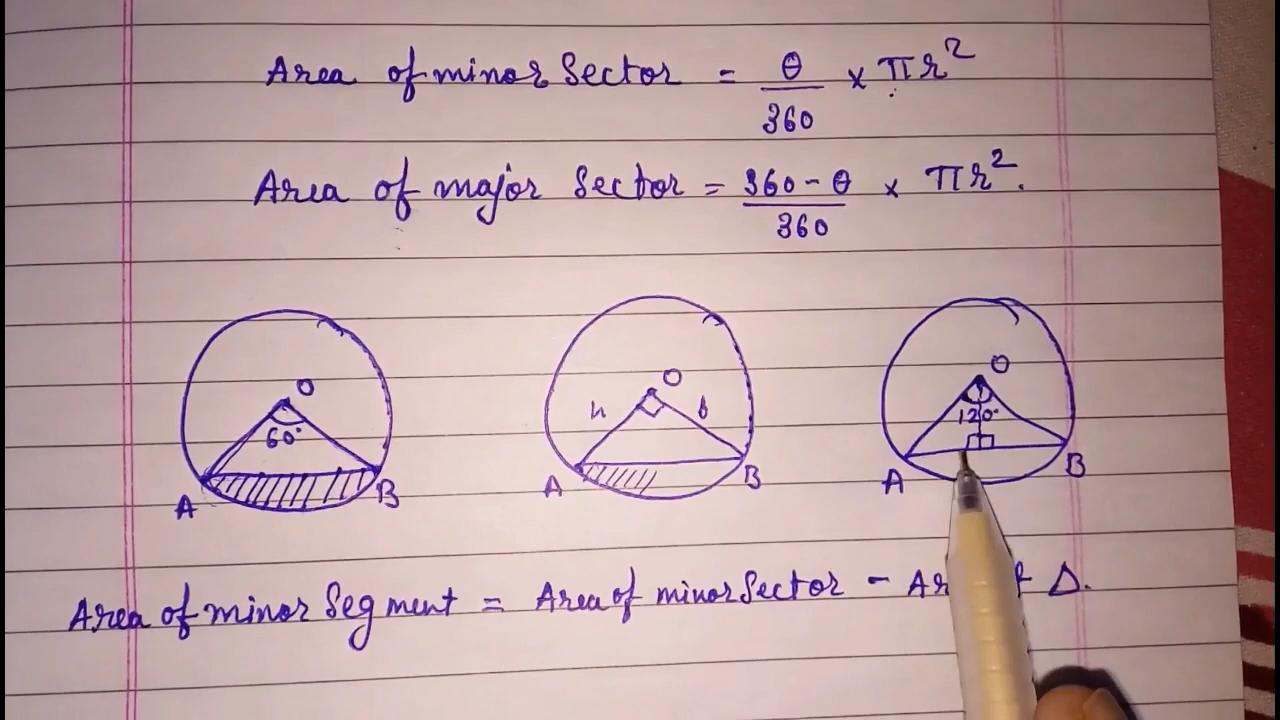 Area of minor Sector = θ/360 × πr²
Area of major Sector = 360-θ/360 × πr².
O O O
60° h b 120°
A B A B A B
Area of minor Segment = Area of minor Sector - Δ.